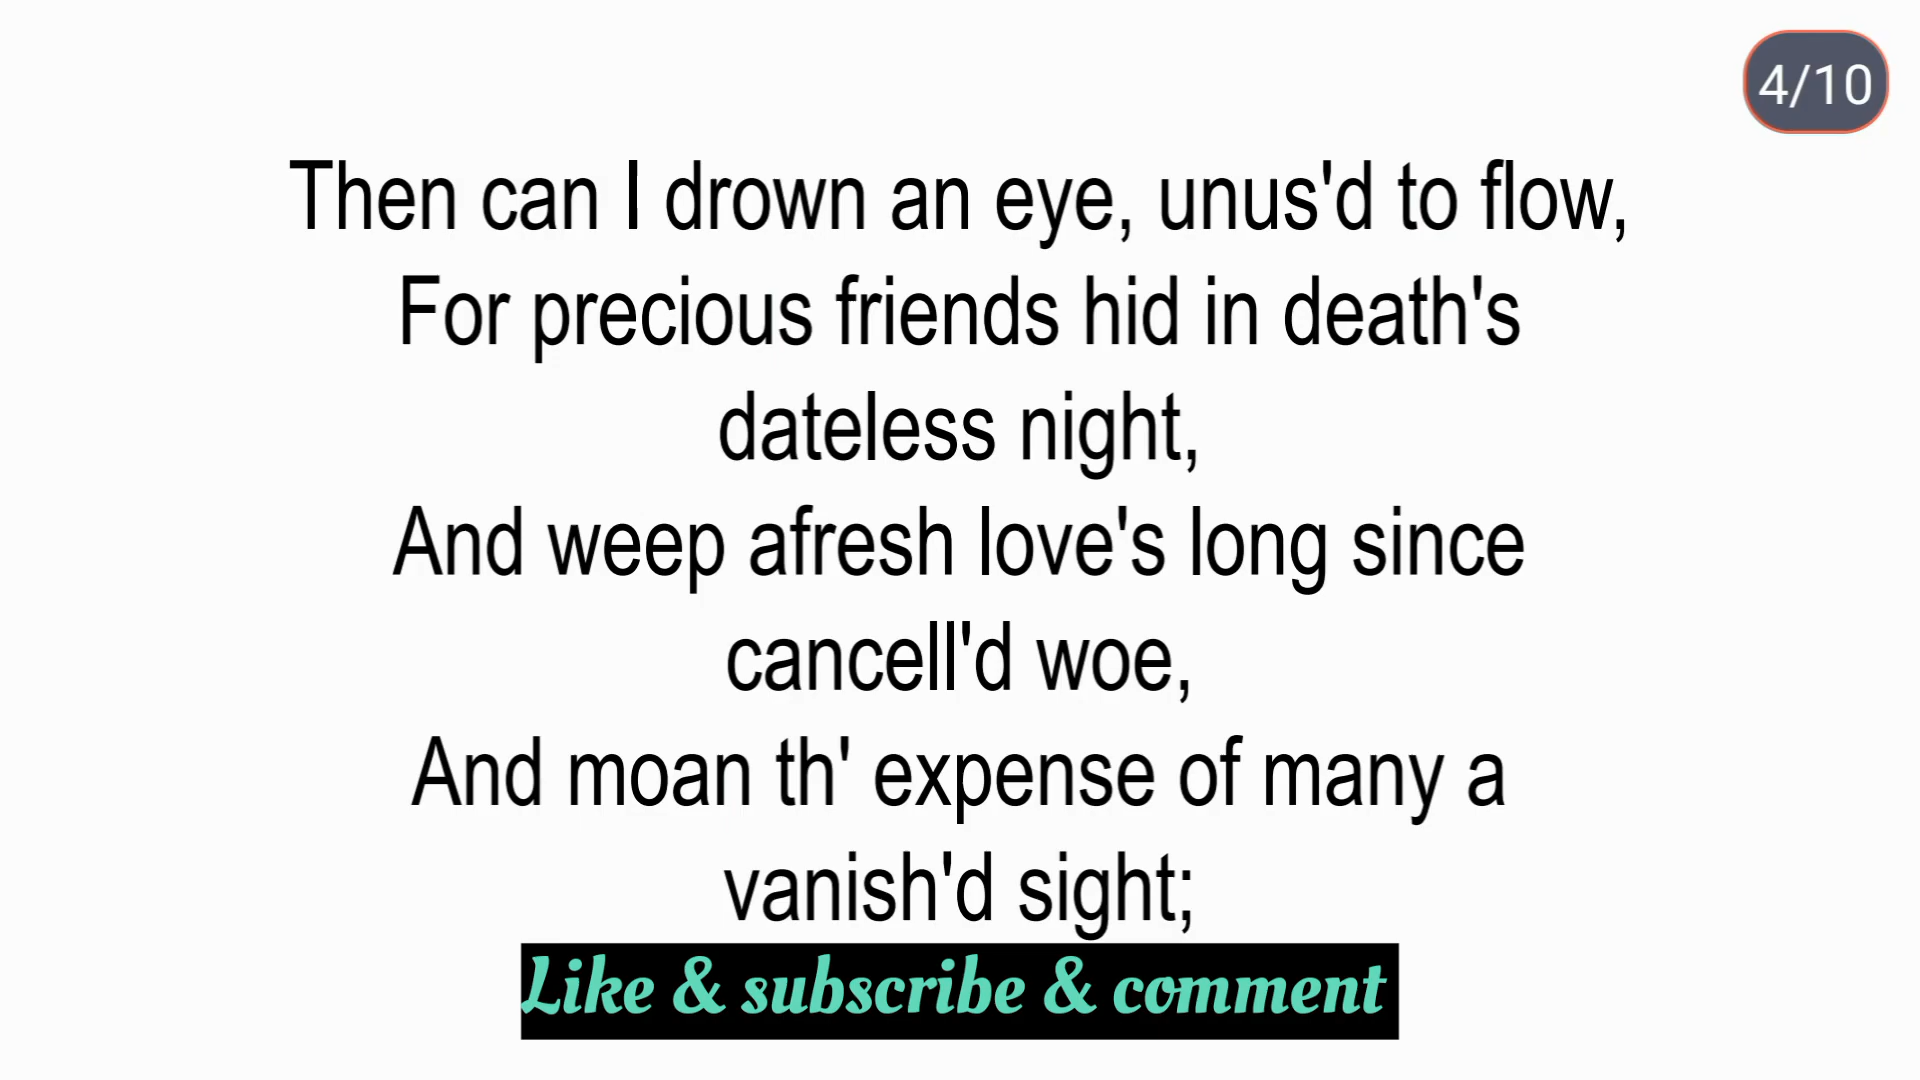 4/10
Then can I drown an eye, unus'd to flow,
For precious friends hid in death's
dateless night,
And weep afresh love's long since
cancell'd woe,
And moan th' expense of many a
vanish'd sight;
Like & subscribe & comment